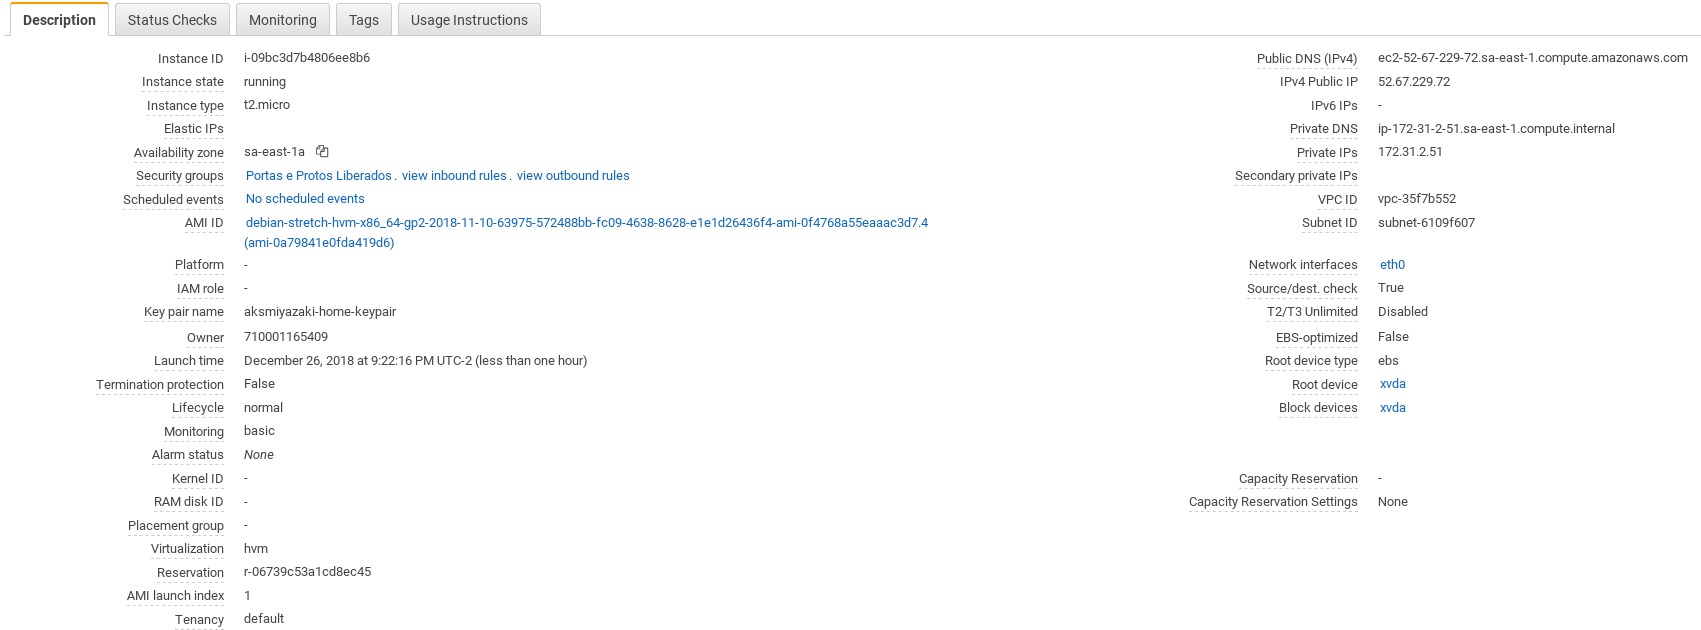 Description Status Checks Monitoring Tags Usage Instructions
Instance ID i-09bc3d7b4806ee8b6 Public DNS (IPv4) ec2-52-67-229-72.sa-east-1.compute.amazonaws.com
Instance state running IPv4 Public IP 52.67.229.72
Instance type t2.micro IPv6 IPs -
Elastic IPs Private DNS ip-172-31-2-51.sa-east-1.compute.internal
Availability zone sa-east-1a Private IPs 172.31.2.51
Security groups Portas e Protos Liberados. view inbound rules. view outbound rules Secondary private IPs
Scheduled events No scheduled events VPC ID vpc-35f7b552
AMI ID debian-stretch-hvm-x86_64-gp2-2018-11-10-63975-572488bb-fc09-4638-8628-e1e1d26436f4-ami-0f4768a55eaaac3d7.4 Subnet ID subnet-6109f607
(ami-0a79841e0fda419d6)
Platform - Network interfaces eth0
IAM role - Source/dest. check True
Key pair name aksmiyazaki-home-keypair T2/T3 Unlimited Disabled
Owner 710001165409 EBS-optimized False
Launch time December 26, 2018 at 9:22:16 PM UTC-2 (less than one hour) Root device type ebs
Termination protection False Root device xvda
Lifecycle normal Block devices xvda
Monitoring basic
Alarm status None
Kernel ID - Capacity Reservation -
RAM disk ID - Capacity Reservation Settings None
Placement group -
Virtualization hvm
Reservation r-06739c53a1cd8ec45
AMI launch index 1
Tenancy default